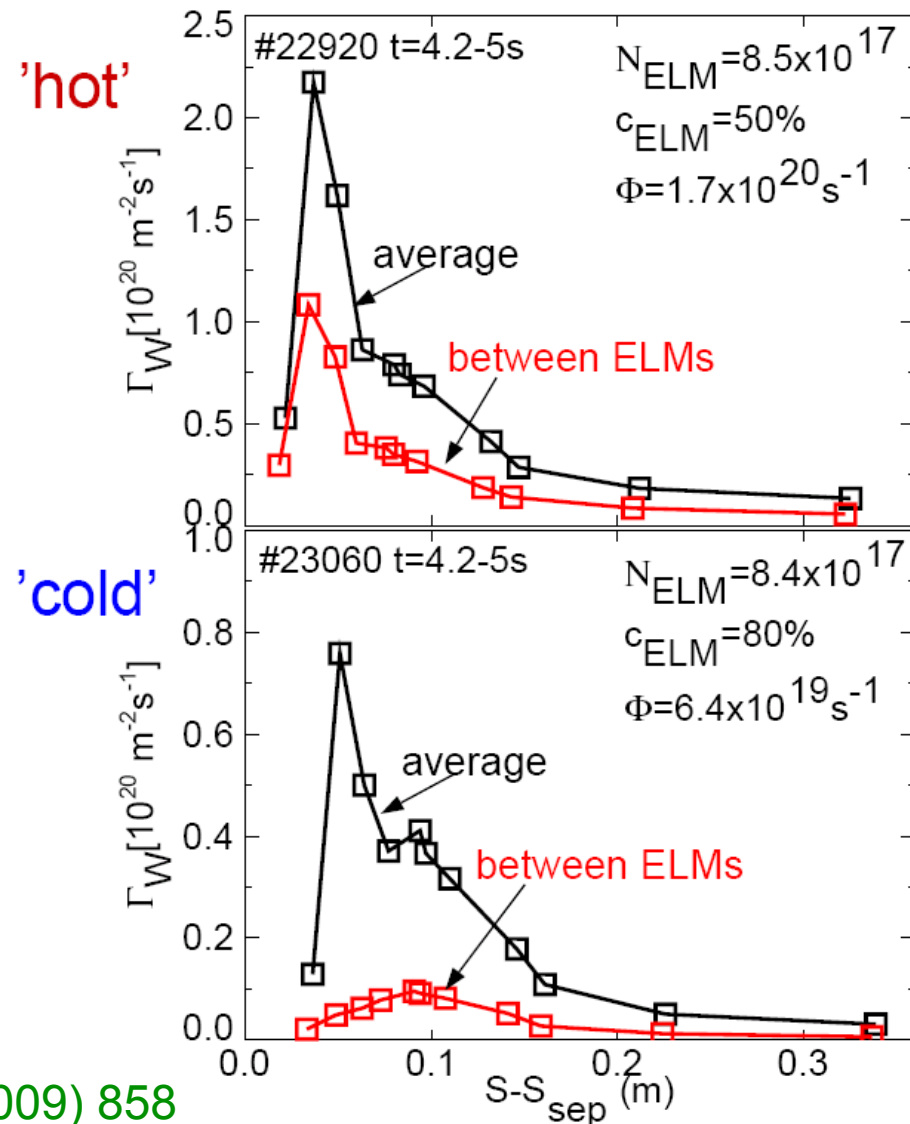 'hot'
#22920 t=4.2-5s
N_ELM=8.5x10^17
c_ELM=50%
Φ=1.7x10^20s^-1
average
between ELMs
Γ_W[10^20 m^-2s^-1]
2.5
2.0
1.5
1.0
0.5
0.0
'cold'
#23060 t=4.2-5s
N_ELM=8.4x10^17
c_ELM=80%
Φ=6.4x10^19s^-1
average
between ELMs
Γ_W[10^20 m^-2s^-1]
1.0
0.8
0.6
0.4
0.2
0.0
0.0 0.1 0.2 0.3
S-S_sep (m)
009) 858